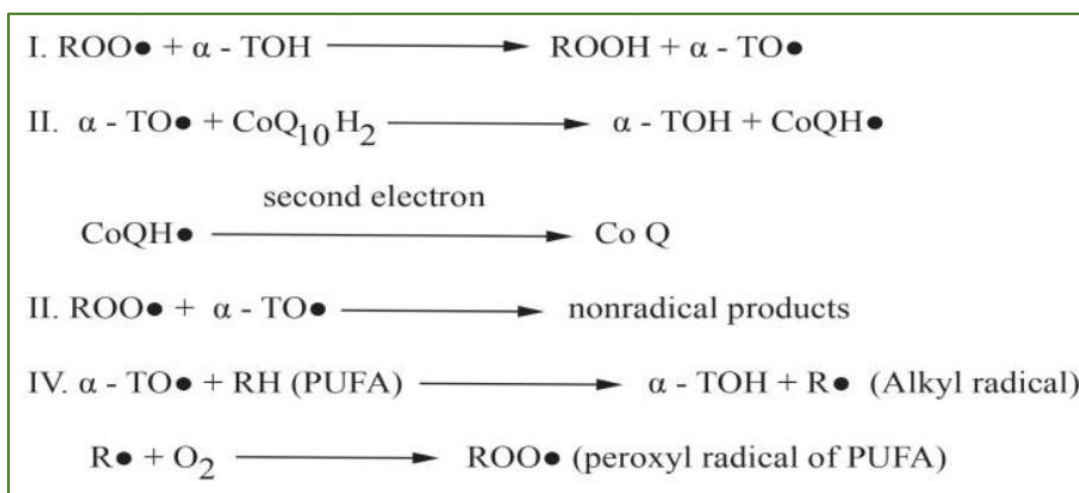 I. ROO● + α - TOH ⟶ ROOH + α - TO●
II. α - TO● + CoQ₁₀H₂ ⟶ α - TOH + CoQH●
second electron
CoQH● ⟶ Co Q
II. ROO● + α - TO● ⟶ nonradical products
IV. α - TO● + RH (PUFA) ⟶ α - TOH + R● (Alkyl radical)
R● + O₂ ⟶ ROO● (peroxyl radical of PUFA)